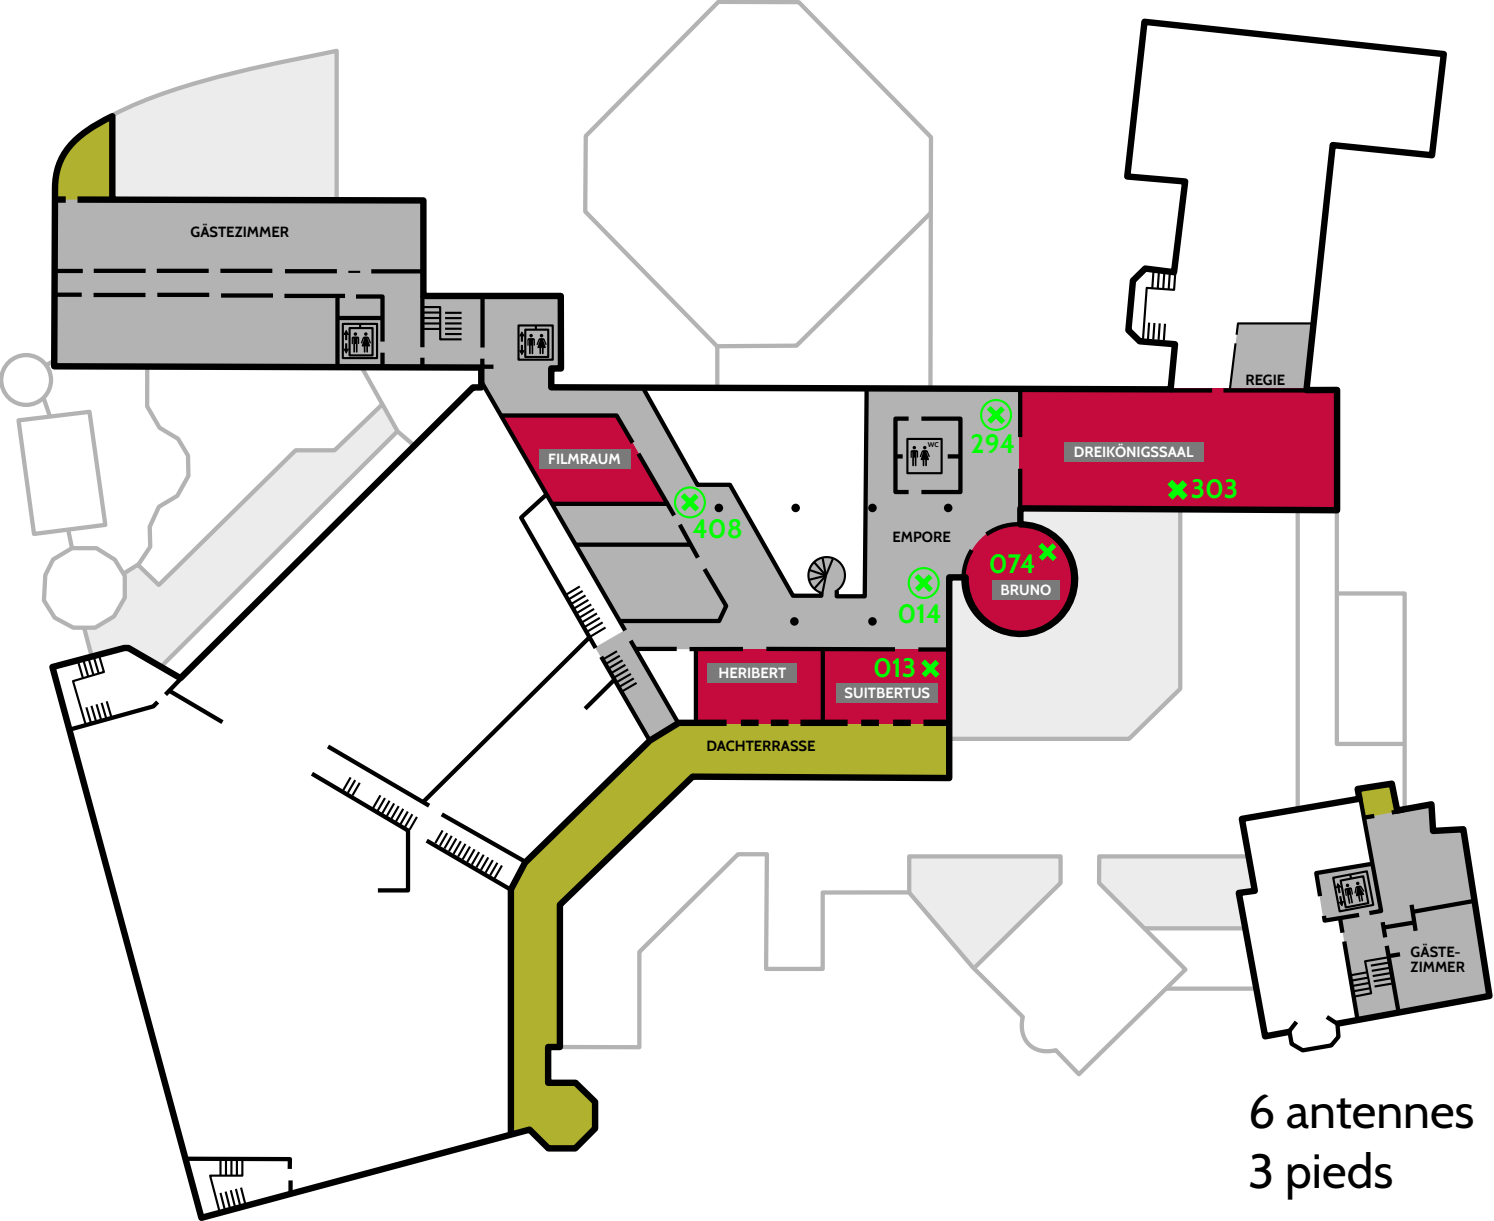 GÄSTEZIMMER
REGIE
294
DREIKÖNIGSSAAL
FILMRAUM
WC
303
408
EMPORE
074
BRUNO
014
013
HERIBERT
SUITBERTUS
DACHTERRASSE
GÄSTE-
ZIMMER
6 antennes
3 pieds